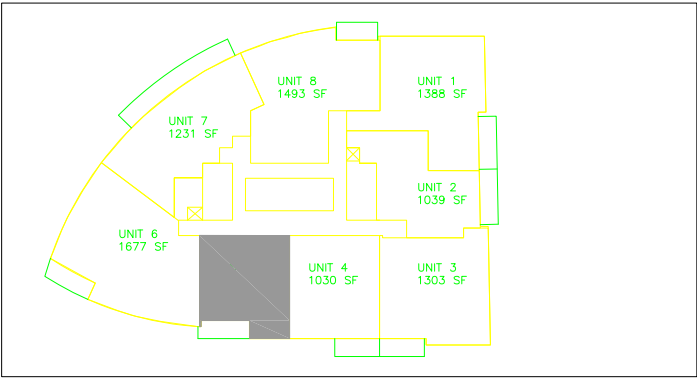 UNIT 8
1493 SF
UNIT 1
1388 SF
UNIT 7
1231 SF
UNIT 2
1039 SF
UNIT 6
1677 SF
UNIT 4
1030 SF
UNIT 3
1303 SF